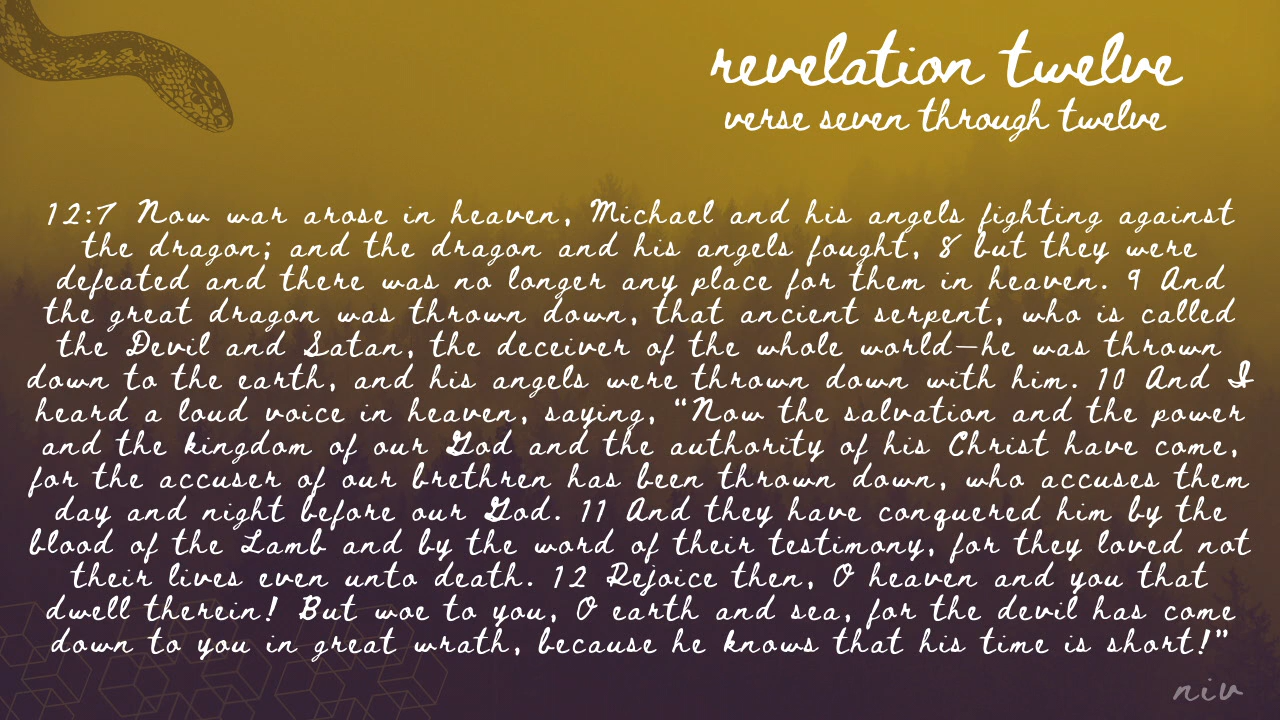 revelation twelve
verse seven through twelve
12:7 Now war arose in heaven, Michael and his angels fighting against
the dragon; and the dragon and his angels fought, 8 but they were
defeated and there was no longer any place for them in heaven. 9 And
the great dragon was thrown down, that ancient serpent, who is called
the Devil and Satan, the deceiver of the whole world—he was thrown
down to the earth, and his angels were thrown down with him. 10 And I
heard a loud voice in heaven, saying, “Now the salvation and the power
and the kingdom of our God and the authority of his Christ have come,
for the accuser of our brethren has been thrown down, who accuses them
day and night before our God. 11 And they have conquered him by the
blood of the Lamb and by the word of their testimony, for they loved not
their lives even unto death. 12 Rejoice then, O heaven and you that
dwell therein! But woe to you, O earth and sea, for the devil has come
down to you in great wrath, because he knows that his time is short!”
niv